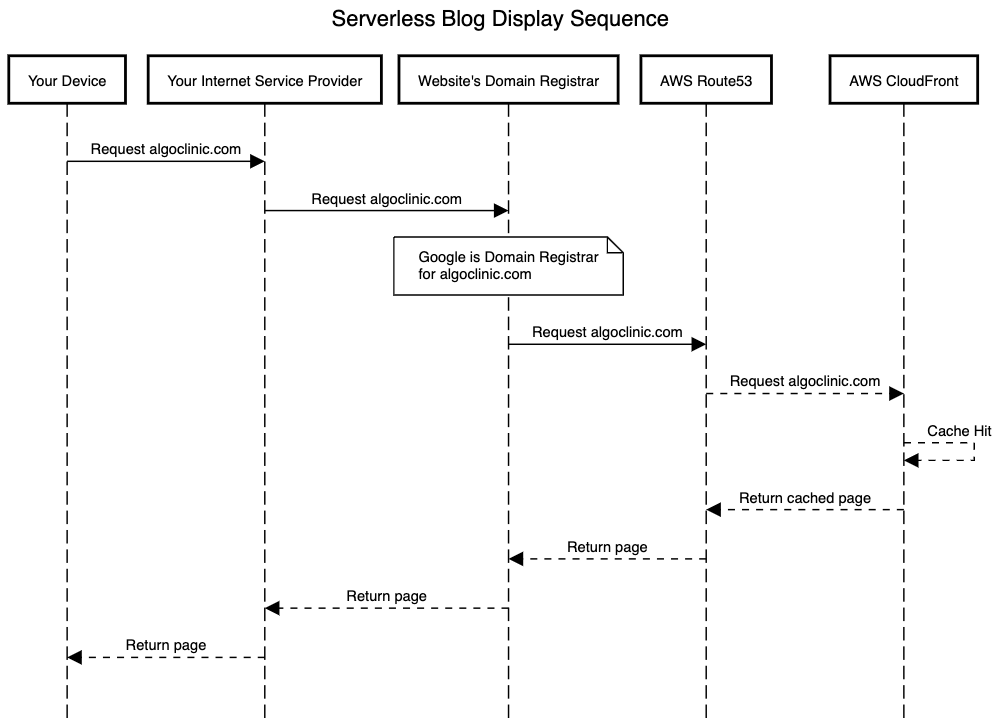 Serverless Blog Display Sequence
Your Device
Your Internet Service Provider
Website's Domain Registrar
AWS Route53
AWS CloudFront
Request algoclinic.com
Request algoclinic.com
Google is Domain Registrar
for algoclinic.com
Request algoclinic.com
Request algoclinic.com
Cache Hit
Return cached page
Return page
Return page
Return page